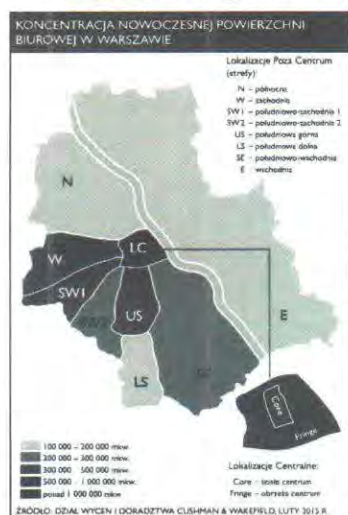 KONCENTRACJA NOWOCZESNEJ POWIERZCHNI
BIUROWEJ W WARSZAWIE
Lokalizacje Poza Centrum
(strefy):
N - północna
W - zachodnia
SW1 - południowo-zachodnia 1
SW2 - południowo-zachodnia 2
US - południowa górna
LS - południowa dolna
SE - południowo-wschodnia
E - wschodnia
N
LC
W
SW1
SW2
US
E
SE
LS
Core
Fringe
100 000 - 200 000 mkw.
200 000 - 300 000 mkw.
300 000 - 500 000 mkw.
500 000 - 1 000 000 mkw.
ponad 1 000 000 mkw.
Lokalizacje Centralne:
Core - ścisłe centrum
Fringe - obrzeża centrum
ŹRÓDŁO: DZIAŁ WYCEN I DORADZTWA CUSHMAN & WAKEFIELD, LUTY 2015 R.